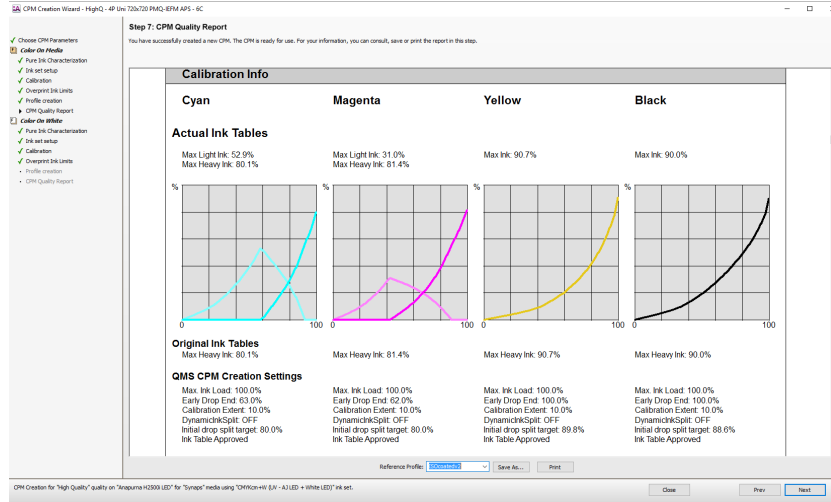 CPM Creation Wizard - HighQ - 4P Uni 720x720 PMQ-IEFM APS - 6C
Choose CPM Parameters
Color On Media
Pure Ink Characterization
Ink set setup
Calibration
Overprint Ink Limits
Profile creation
CPM Quality Report
Color On White
Pure Ink Characterization
Ink set setup
Calibration
Overprint Ink Limits
Profile creation
CPM Quality Report
Step 7: CPM Quality Report
You have successfully created a new CPM. The CPM is ready for use. For your information, you can consult, save or print the report in this step.
Calibration Info
Cyan Magenta Yellow Black
Actual Ink Tables
Max Light Ink: 52.9% Max Light Ink: 31.0% Max Ink: 90.7% Max Ink: 90.0%
Max Heavy Ink: 80.1% Max Heavy Ink: 81.4%
% % % %
0 100 0 100 0 100 0 100
Original Ink Tables
Max Heavy Ink: 80.1% Max Heavy Ink: 81.4% Max Heavy Ink: 90.7% Max Heavy Ink: 90.0%
QMS CPM Creation Settings
Max. Ink Load: 100.0% Max. Ink Load: 100.0% Max. Ink Load: 100.0% Max. Ink Load: 100.0%
Early Drop End: 63.0% Early Drop End: 62.0% Early Drop End: 100.0% Early Drop End: 100.0%
Calibration Extent: 10.0% Calibration Extent: 10.0% Calibration Extent: 10.0% Calibration Extent: 10.0%
DynamicInkSplit: OFF DynamicInkSplit: OFF DynamicInkSplit: OFF DynamicInkSplit: OFF
Initial drop split target: 80.0% Initial drop split target: 80.0% Initial drop split target: 89.8% Initial drop split target: 88.6%
Ink Table Approved Ink Table Approved Ink Table Approved Ink Table Approved
Reference Profile: ISOcoatedv2 Save As... Print
CPM Creation for "High Quality" quality on "Anapurna H2500i LED" for "Synaps" media using "CMYKcm+W (UV - AJ LED + White LED)" ink set.
Close Prev Next